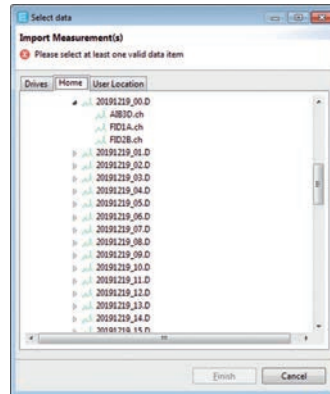 Select data
Import Measurement(s)
Please select at least one valid data item
Drives Home User Location
20191219_00.D
AIB3D.ch
FID1A.ch
FID2B.ch
20191219_01.D
20191219_02.D
20191219_03.D
20191219_04.D
20191219_05.D
20191219_06.D
20191219_07.D
20191219_08.D
20191219_09.D
20191219_10.D
20191219_11.D
20191219_12.D
20191219_13.D
20191219_14.D
20191219_15.D
Finish Cancel